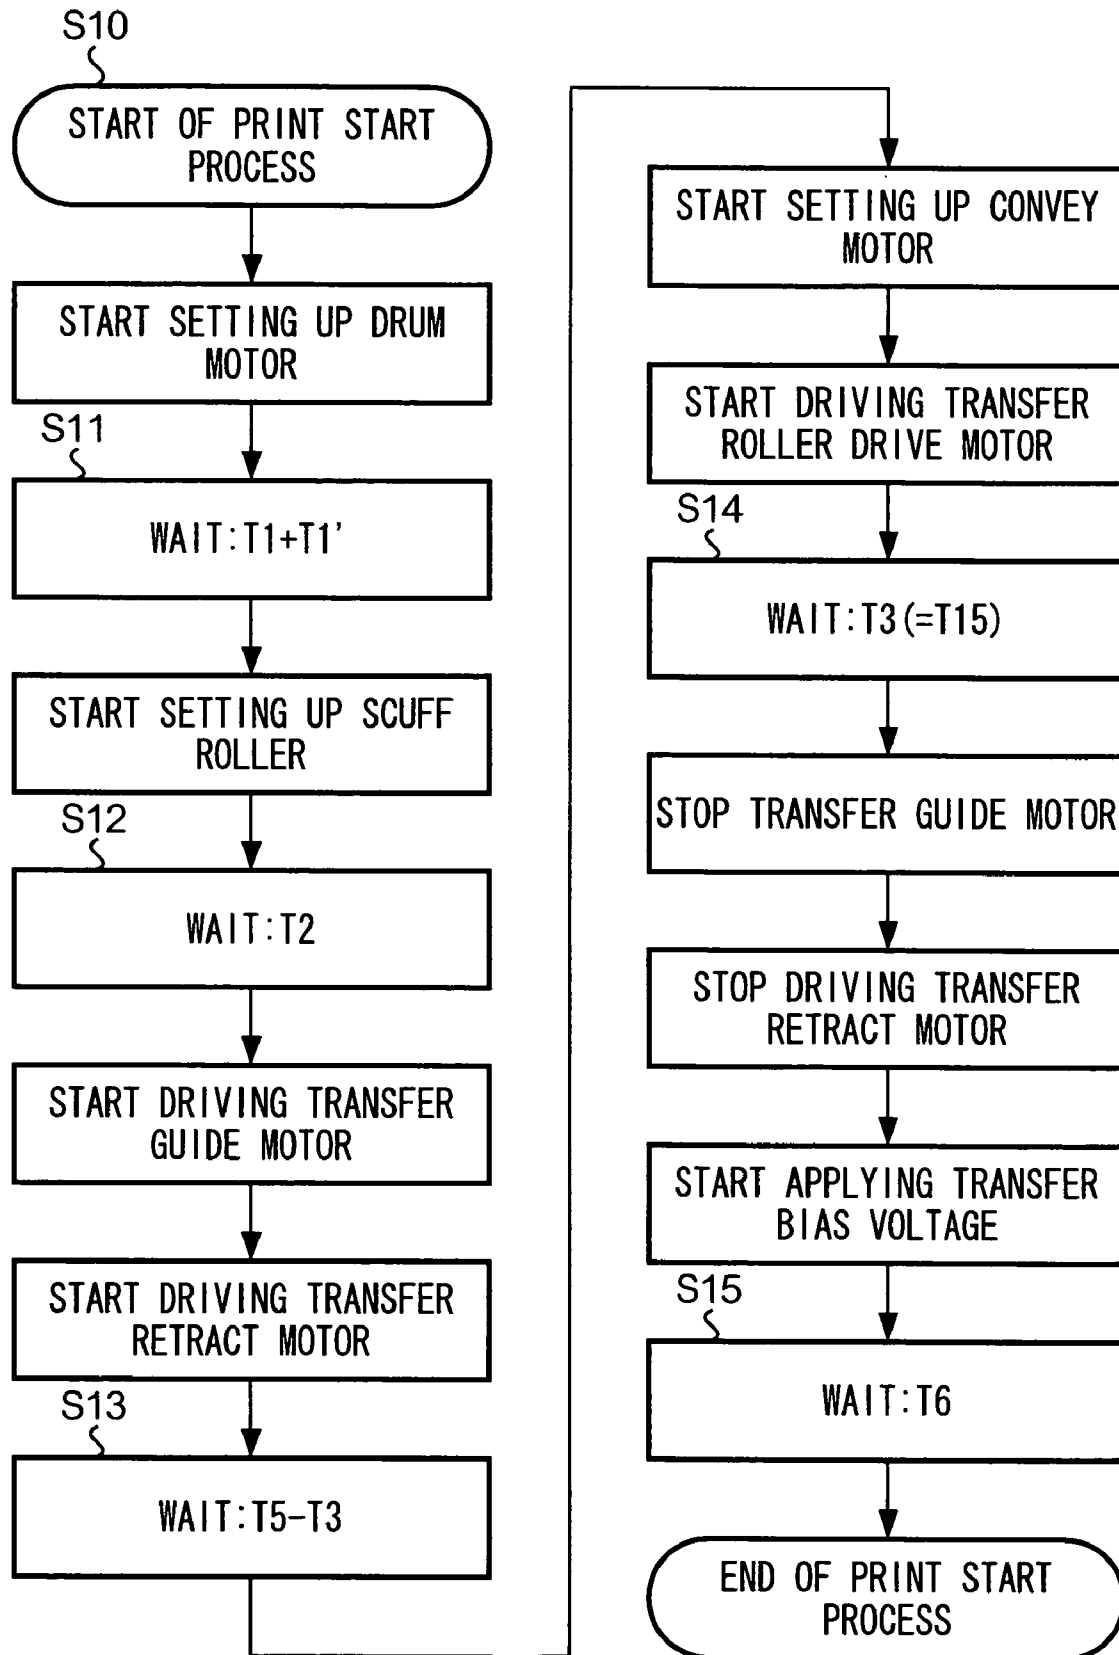 S10
START OF PRINT START
PROCESS
START SETTING UP DRUM
MOTOR
S11
WAIT:T1+T1'
START SETTING UP SCUFF
ROLLER
S12
WAIT:T2
START DRIVING TRANSFER
GUIDE MOTOR
START DRIVING TRANSFER
RETRACT MOTOR
S13
WAIT:T5-T3
START SETTING UP CONVEY
MOTOR
START DRIVING TRANSFER
ROLLER DRIVE MOTOR
S14
WAIT:T3(=T15)
STOP TRANSFER GUIDE MOTOR
STOP DRIVING TRANSFER
RETRACT MOTOR
START APPLYING TRANSFER
BIAS VOLTAGE
S15
WAIT:T6
END OF PRINT START
PROCESS